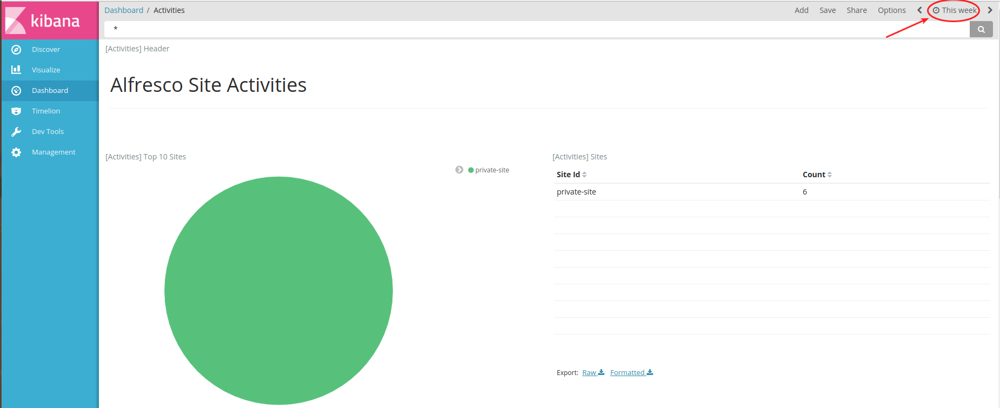 kibana
Dashboard / Activities
Add Save Share Options This week
*
Discover
Visualize
Dashboard
Timelion
Dev Tools
Management
[Activities] Header
Alfresco Site Activities
[Activities] Top 10 Sites
private-site
[Activities] Sites
Site Id Count
private-site 6
Export: Raw Formatted